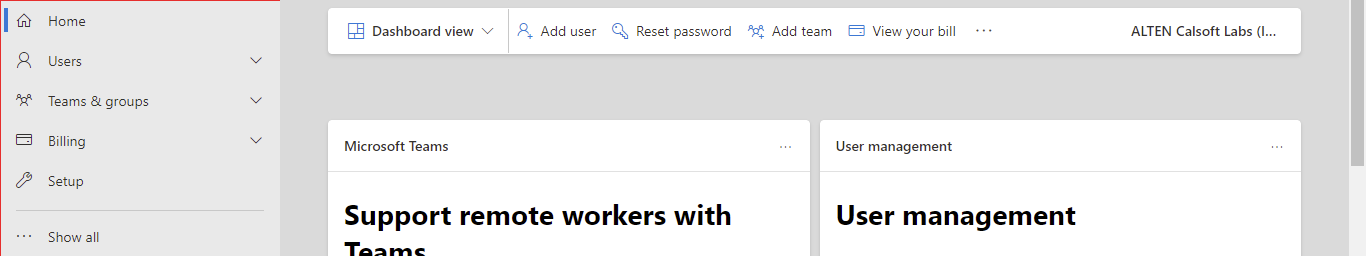 Home
Users
Teams & groups
Billing
Setup
Show all
Dashboard view
Add user
Reset password
Add team
View your bill
ALTEN Calsoft Labs (I...
Microsoft Teams
Support remote workers with
Teams
User management
User management